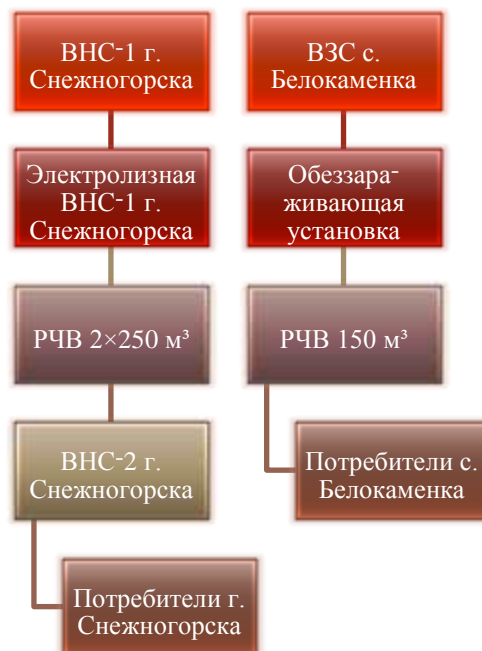 ВНС-1 г.
Снежногорска
Электролизная
ВНС-1 г.
Снежногорска
РЧВ 2×250 м³
ВНС-2 г.
Снежногорска
Потребители г.
Снежногорска
ВЗС с.
Белокаменка
Обеззара-
живающая
установка
РЧВ 150 м³
Потребители с.
Белокаменка